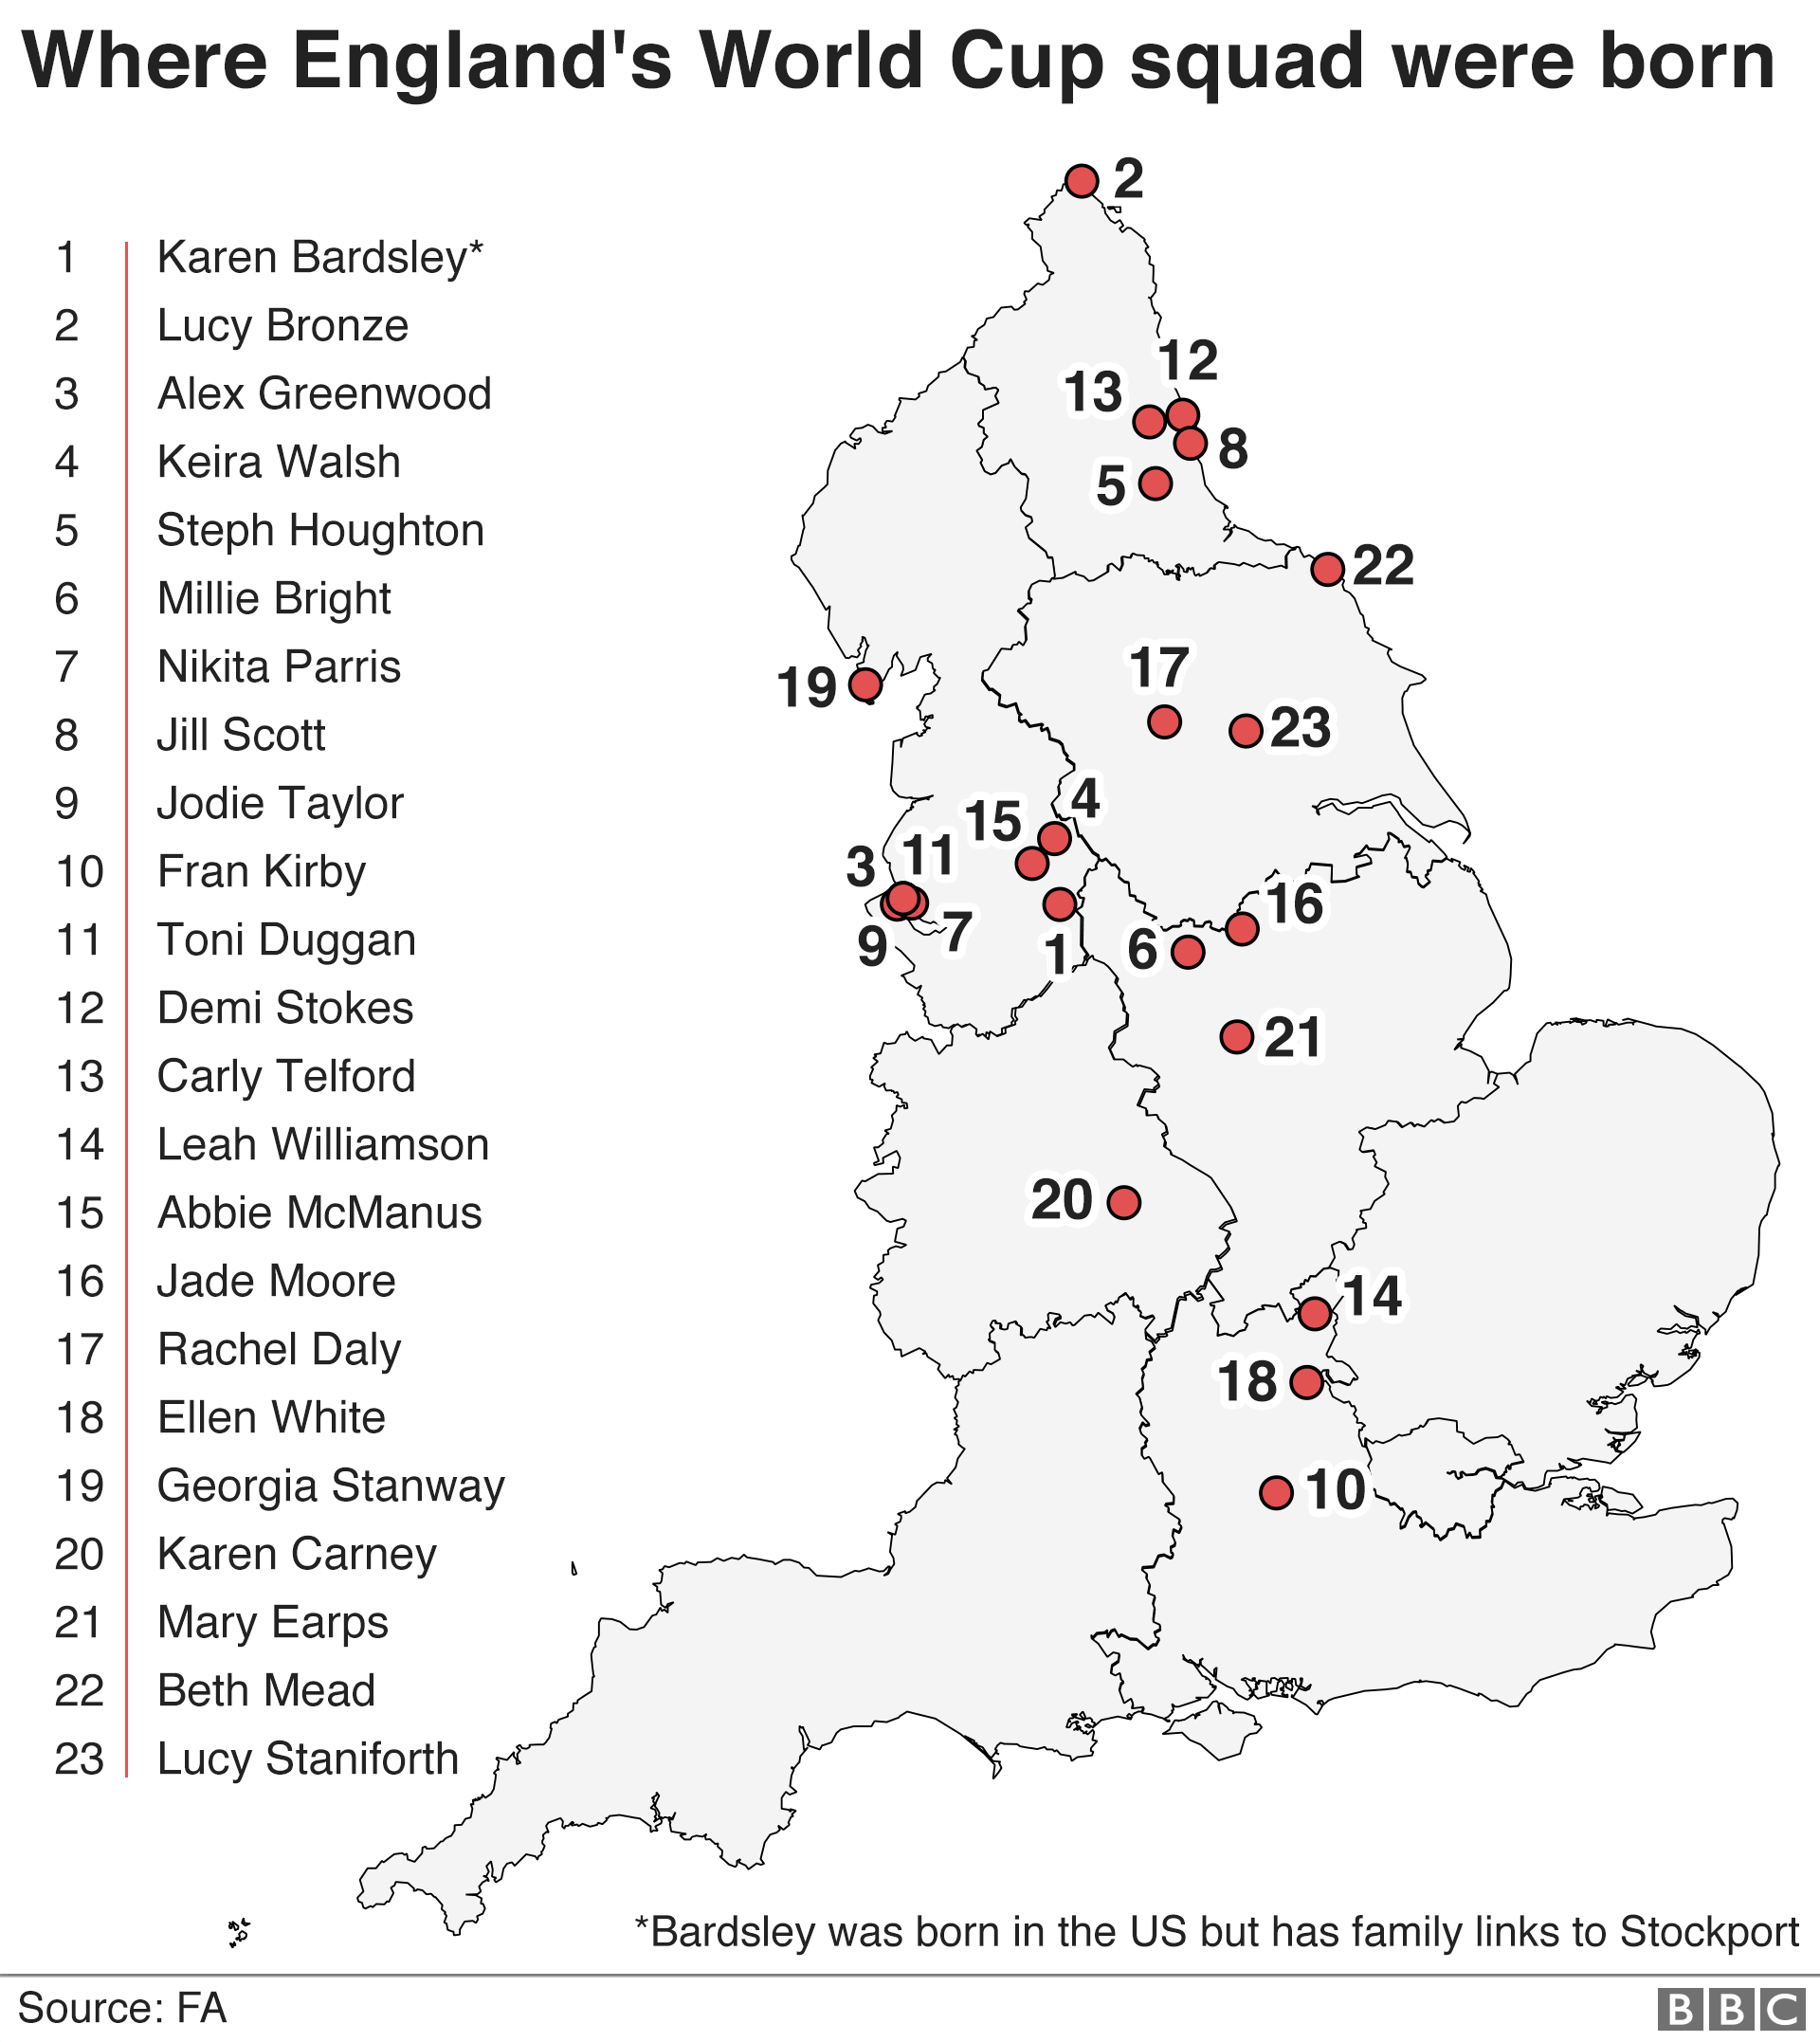 Where England's World Cup squad were born
1 Karen Bardsley*
2 Lucy Bronze
3 Alex Greenwood
4 Keira Walsh
5 Steph Houghton
6 Millie Bright
7 Nikita Parris
8 Jill Scott
9 Jodie Taylor
10 Fran Kirby
11 Toni Duggan
12 Demi Stokes
13 Carly Telford
14 Leah Williamson
15 Abbie McManus
16 Jade Moore
17 Rachel Daly
18 Ellen White
19 Georgia Stanway
20 Karen Carney
21 Mary Earps
22 Beth Mead
23 Lucy Staniforth
2
12
13
8
5
22
17
19
23
4
15
11
3
16
7
9
1
6
21
20
14
18
10
*Bardsley was born in the US but has family links to Stockport
Source: FA
BBC